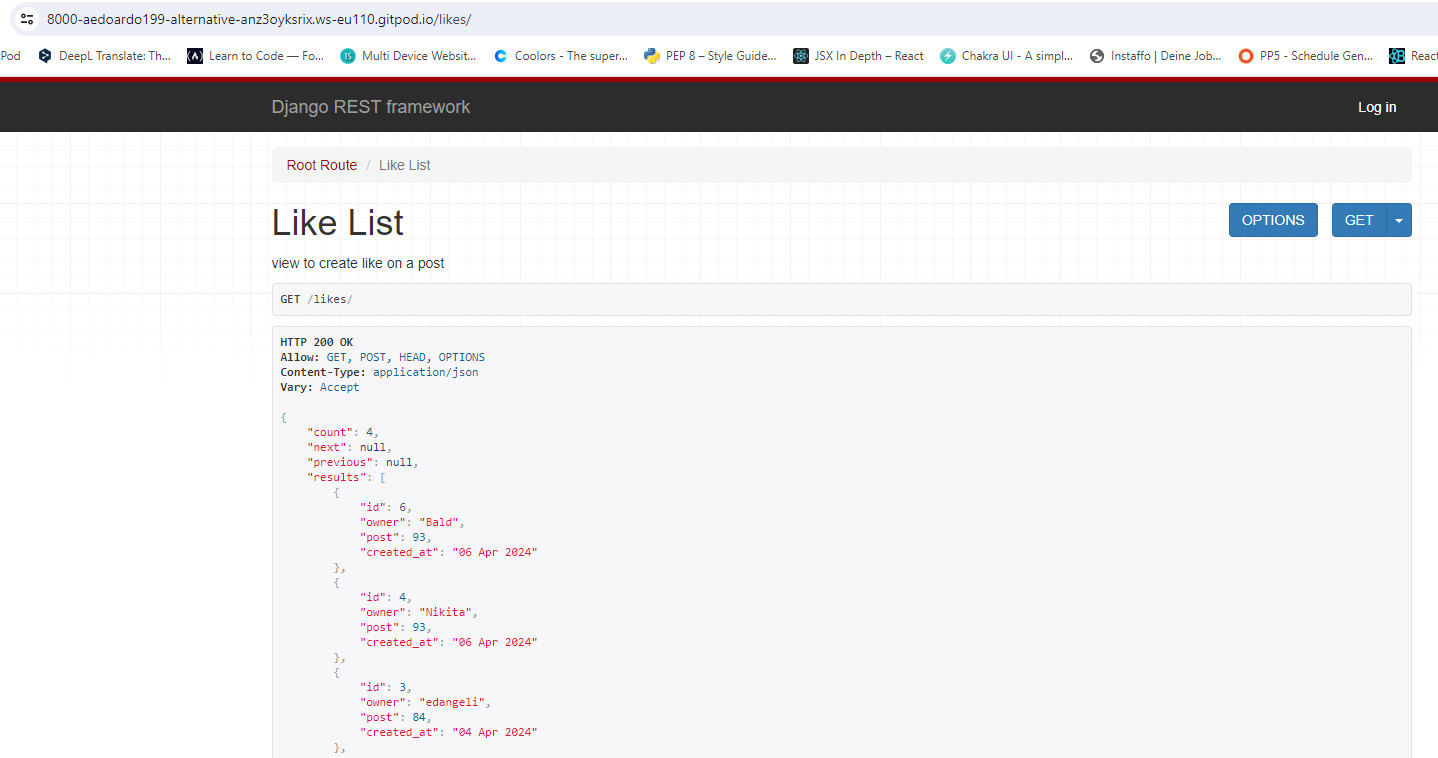 8000-aedoardo199-alternative-anz3oyksrix.ws-eu110.gitpod.io/likes/
Pod DeepL Translate: Th... Learn to Code — Fo... Multi Device Websit... Coolors - The super... PEP 8 – Style Guide... JSX In Depth – React Chakra UI - A simpl... Instaffo | Deine Job... PP5 - Schedule Gen... React
Django REST framework Log in
Root Route / Like List
Like List OPTIONS GET
view to create like on a post
GET /likes/
HTTP 200 OK
Allow: GET, POST, HEAD, OPTIONS
Content-Type: application/json
Vary: Accept
{
"count": 4,
"next": null,
"previous": null,
"results": [
{
"id": 6,
"owner": "Bald",
"post": 93,
"created_at": "06 Apr 2024"
},
{
"id": 4,
"owner": "Nikita",
"post": 93,
"created_at": "06 Apr 2024"
},
{
"id": 3,
"owner": "edangeli",
"post": 84,
"created_at": "04 Apr 2024"
},